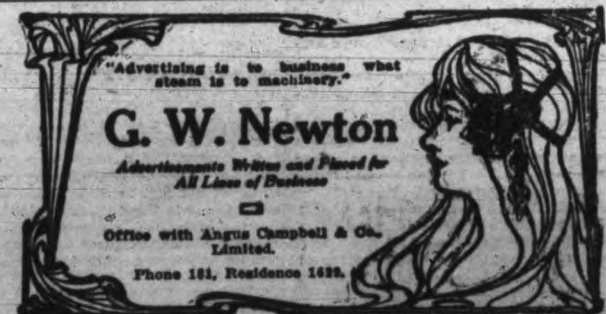 "Advertising is to business what
steam is to machinery."
G. W. Newton
Advertisements Written and Placed for
All Lines of Business
Office with Angus Campbell & Co.,
Limited.
Phone 181, Residence 1629.